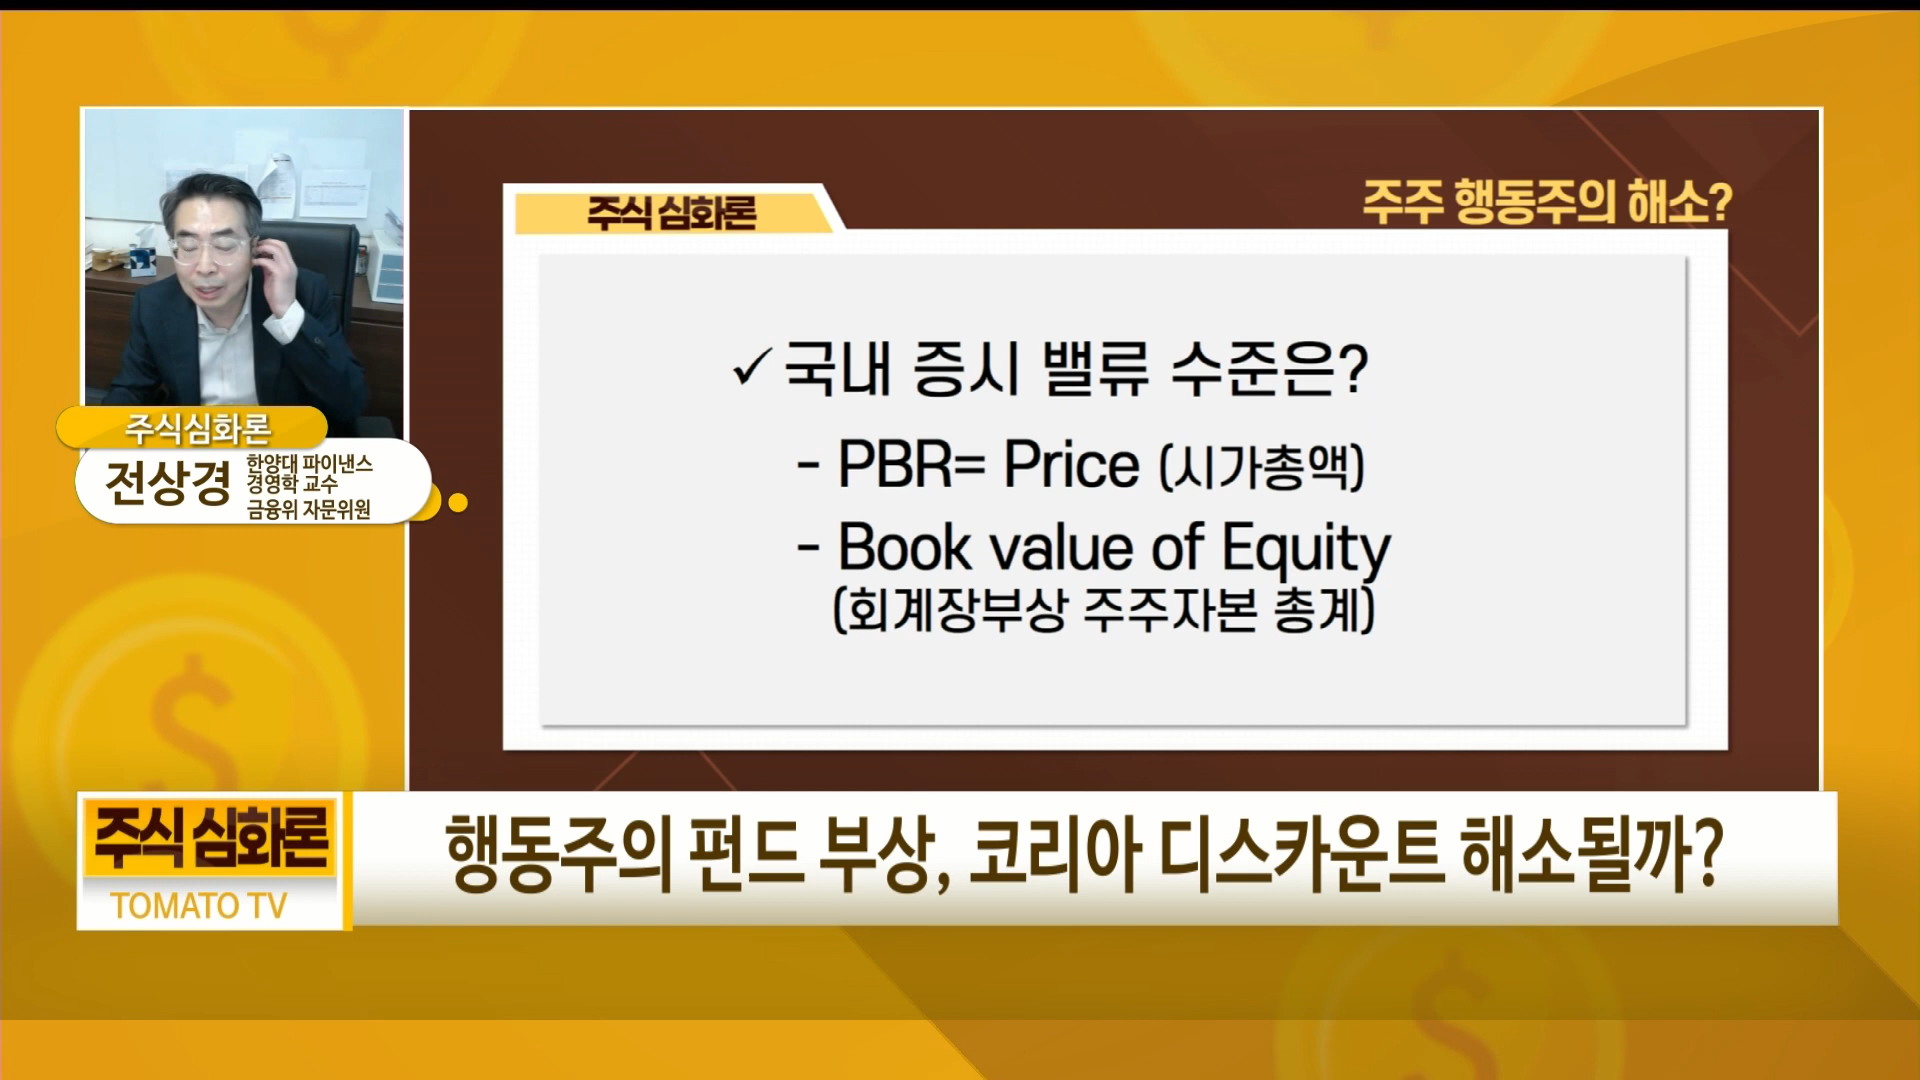 주식 심화론
주주 행동주의 해소?
✓ 국내 증시 밸류 수준은?
- PBR= Price (시가총액)
- Book value of Equity
(회계장부상 주주자본 총계)
주식심화론
전상경
한양대 파이낸스
경영학 교수
금융위 자문위원
주식 심화론
TOMATO TV
행동주의 펀드 부상, 코리아 디스카운트 해소될까?